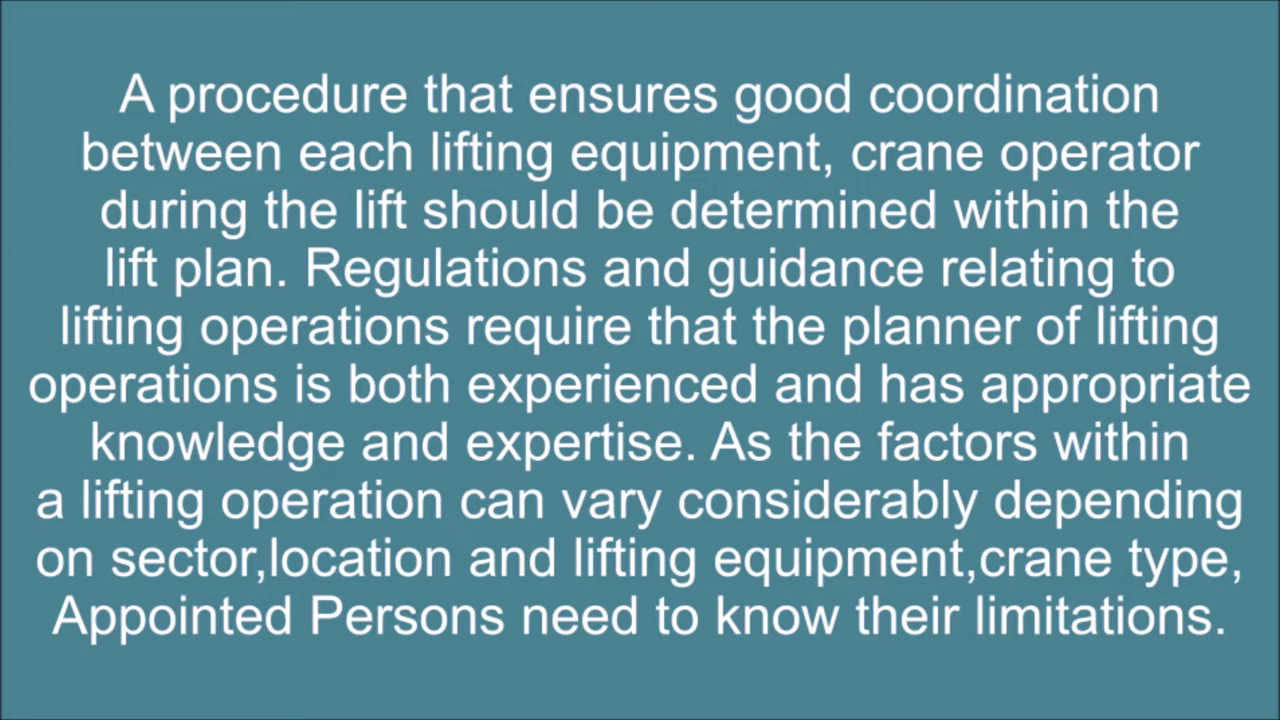 A procedure that ensures good coordination
between each lifting equipment, crane operator
during the lift should be determined within the
lift plan. Regulations and guidance relating to
lifting operations require that the planner of lifting
operations is both experienced and has appropriate
knowledge and expertise. As the factors within
a lifting operation can vary considerably depending
on sector,location and lifting equipment,crane type,
Appointed Persons need to know their limitations.